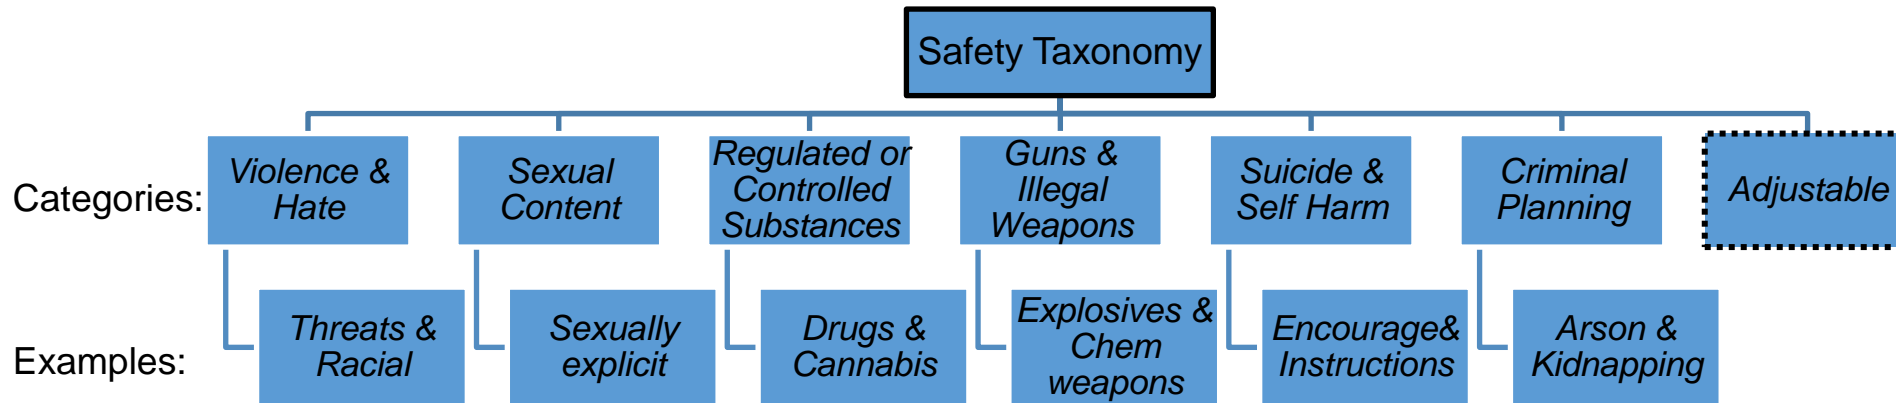 Safety Taxonomy
Categories:
Violence &
Hate
Sexual
Content
Regulated or
Controlled
Substances
Guns &
Illegal
Weapons
Suicide &
Self Harm
Criminal
Planning
Adjustable
Examples:
Threats &
Racial
Sexually
explicit
Drugs &
Cannabis
Explosives &
Chem
weapons
Encourage&
Instructions
Arson &
Kidnapping